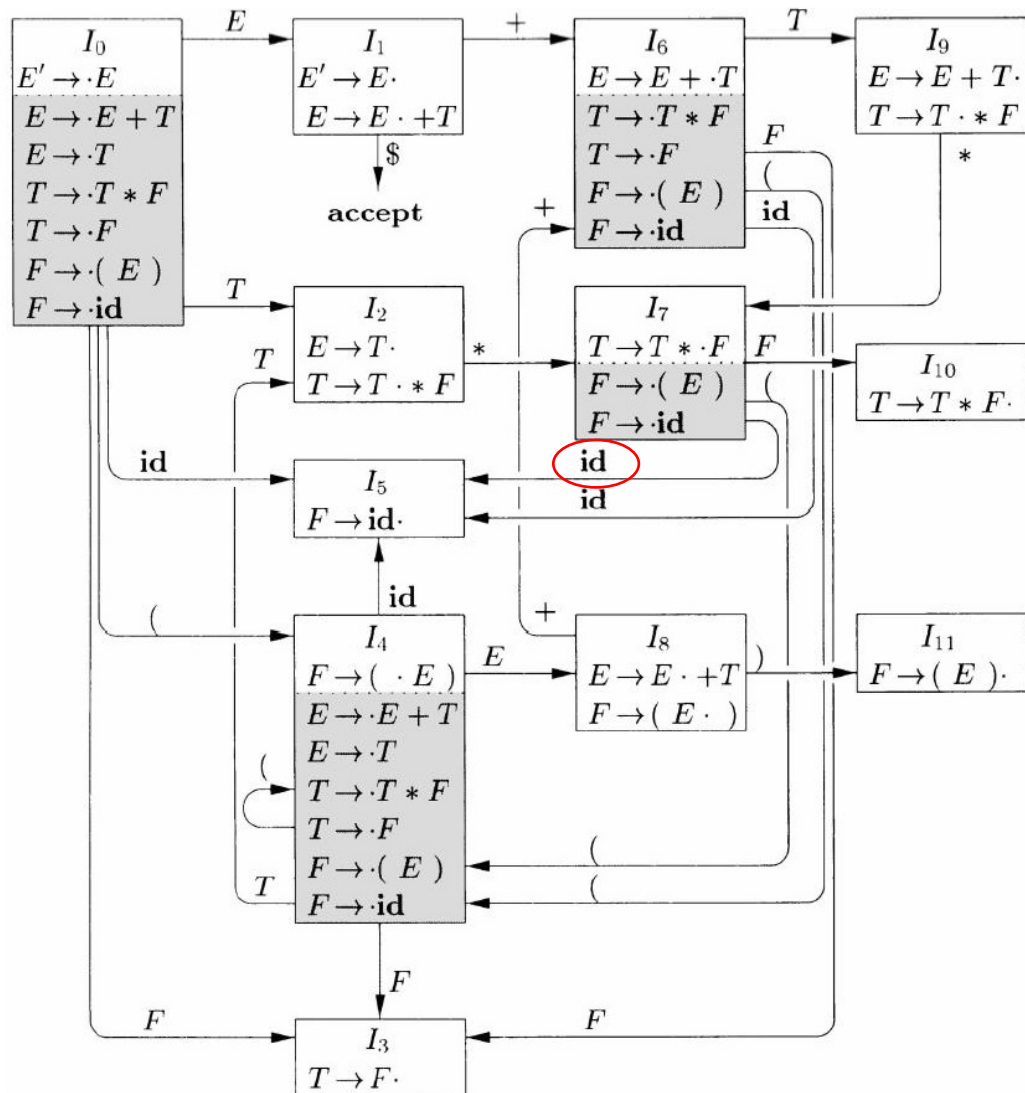 I₀
E' → ·E
E → ·E + T
E → ·T
T → ·T * F
T → ·F
F → ·( E )
F → ·id
E
I₁
E' → E·
E → E · +T
$
accept
+
I₆
E → E + ·T
T → ·T * F
T → ·F
F → ·( E )
F → ·id
T
I₉
E → E + T·
T → T · * F
*
F
(
id
+
T
I₂
E → T·
T → T · * F
T
*
I₇
T → T * ·F
F → ·( E )
F → ·id
F
(
I₁₀
T → T * F·
id
id
I₅
F → id·
id
id
(
I₄
F → ( · E )
E → ·E + T
E → ·T
T → ·T * F
T → ·F
F → ·( E )
F → ·id
E
+
I₈
E → E · +T
F → ( E · )
)
I₁₁
F → ( E ) ·
(
T
(
(
F
F
I₃
T → F·
F